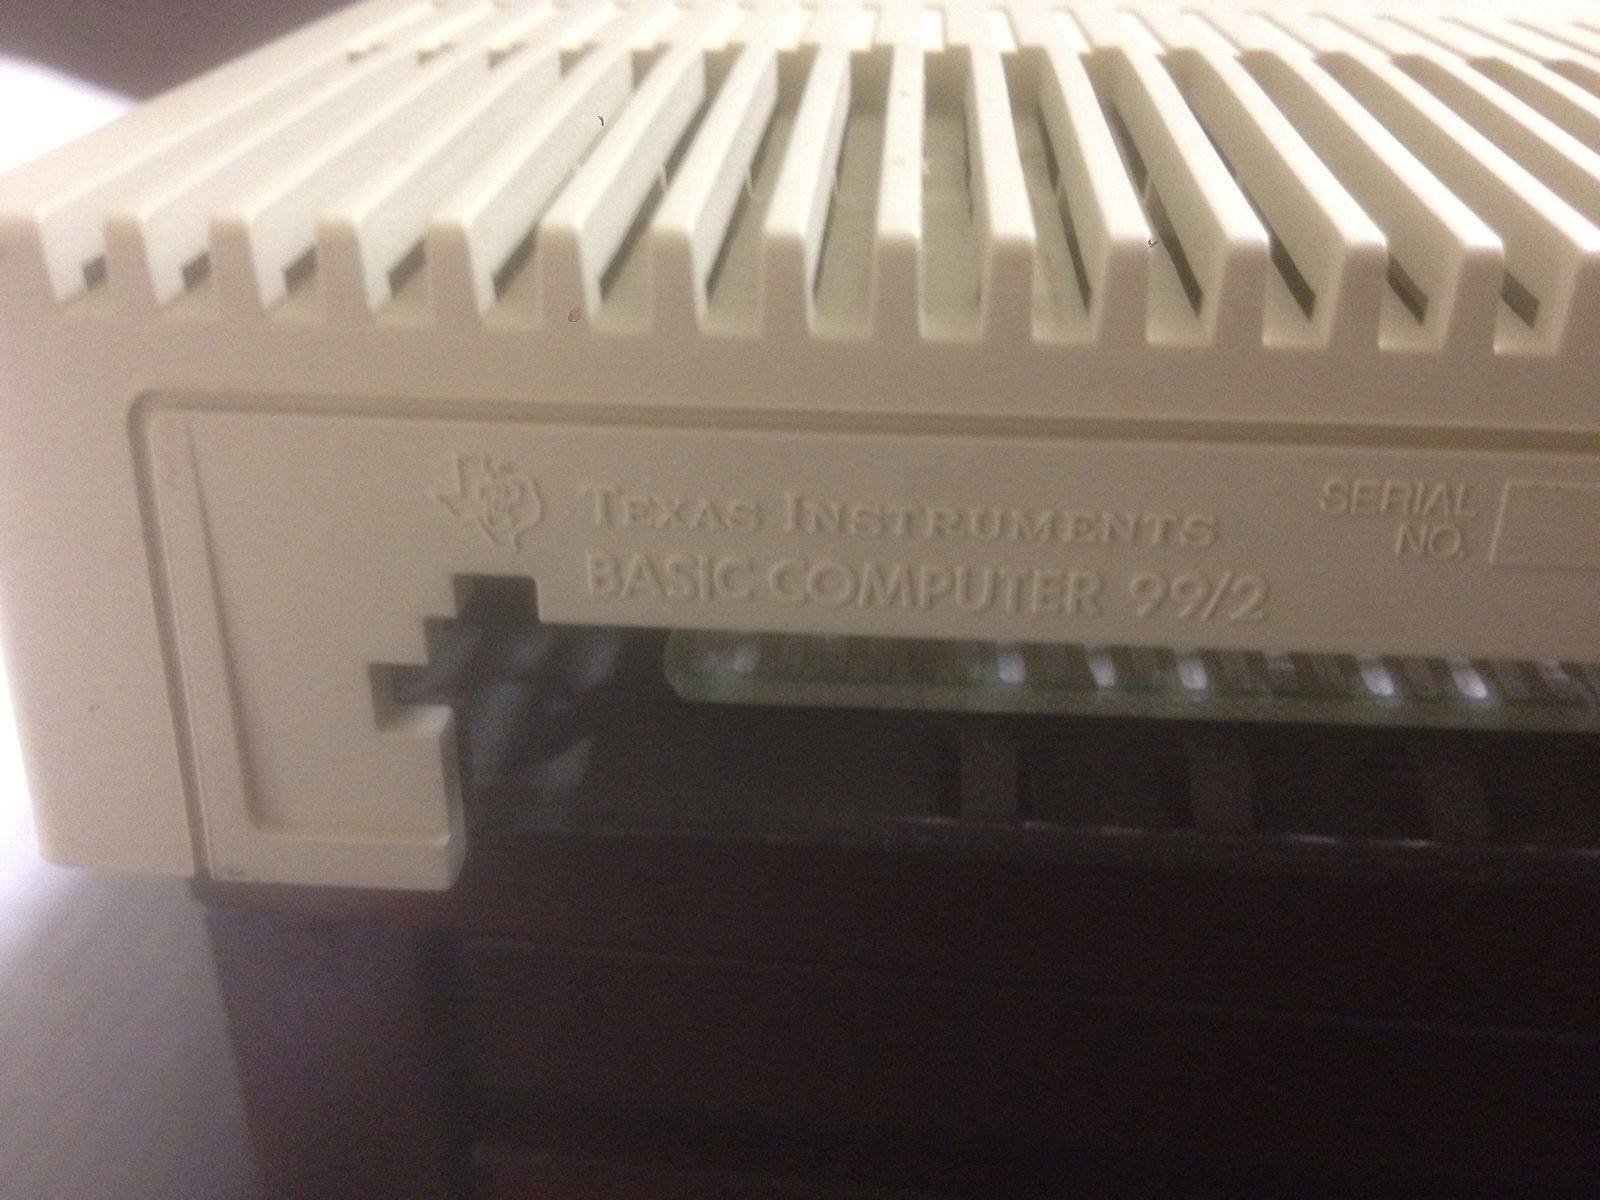 TEXAS INSTRUMENTS
BASIC COMPUTER 99/2
SERIAL
NO.